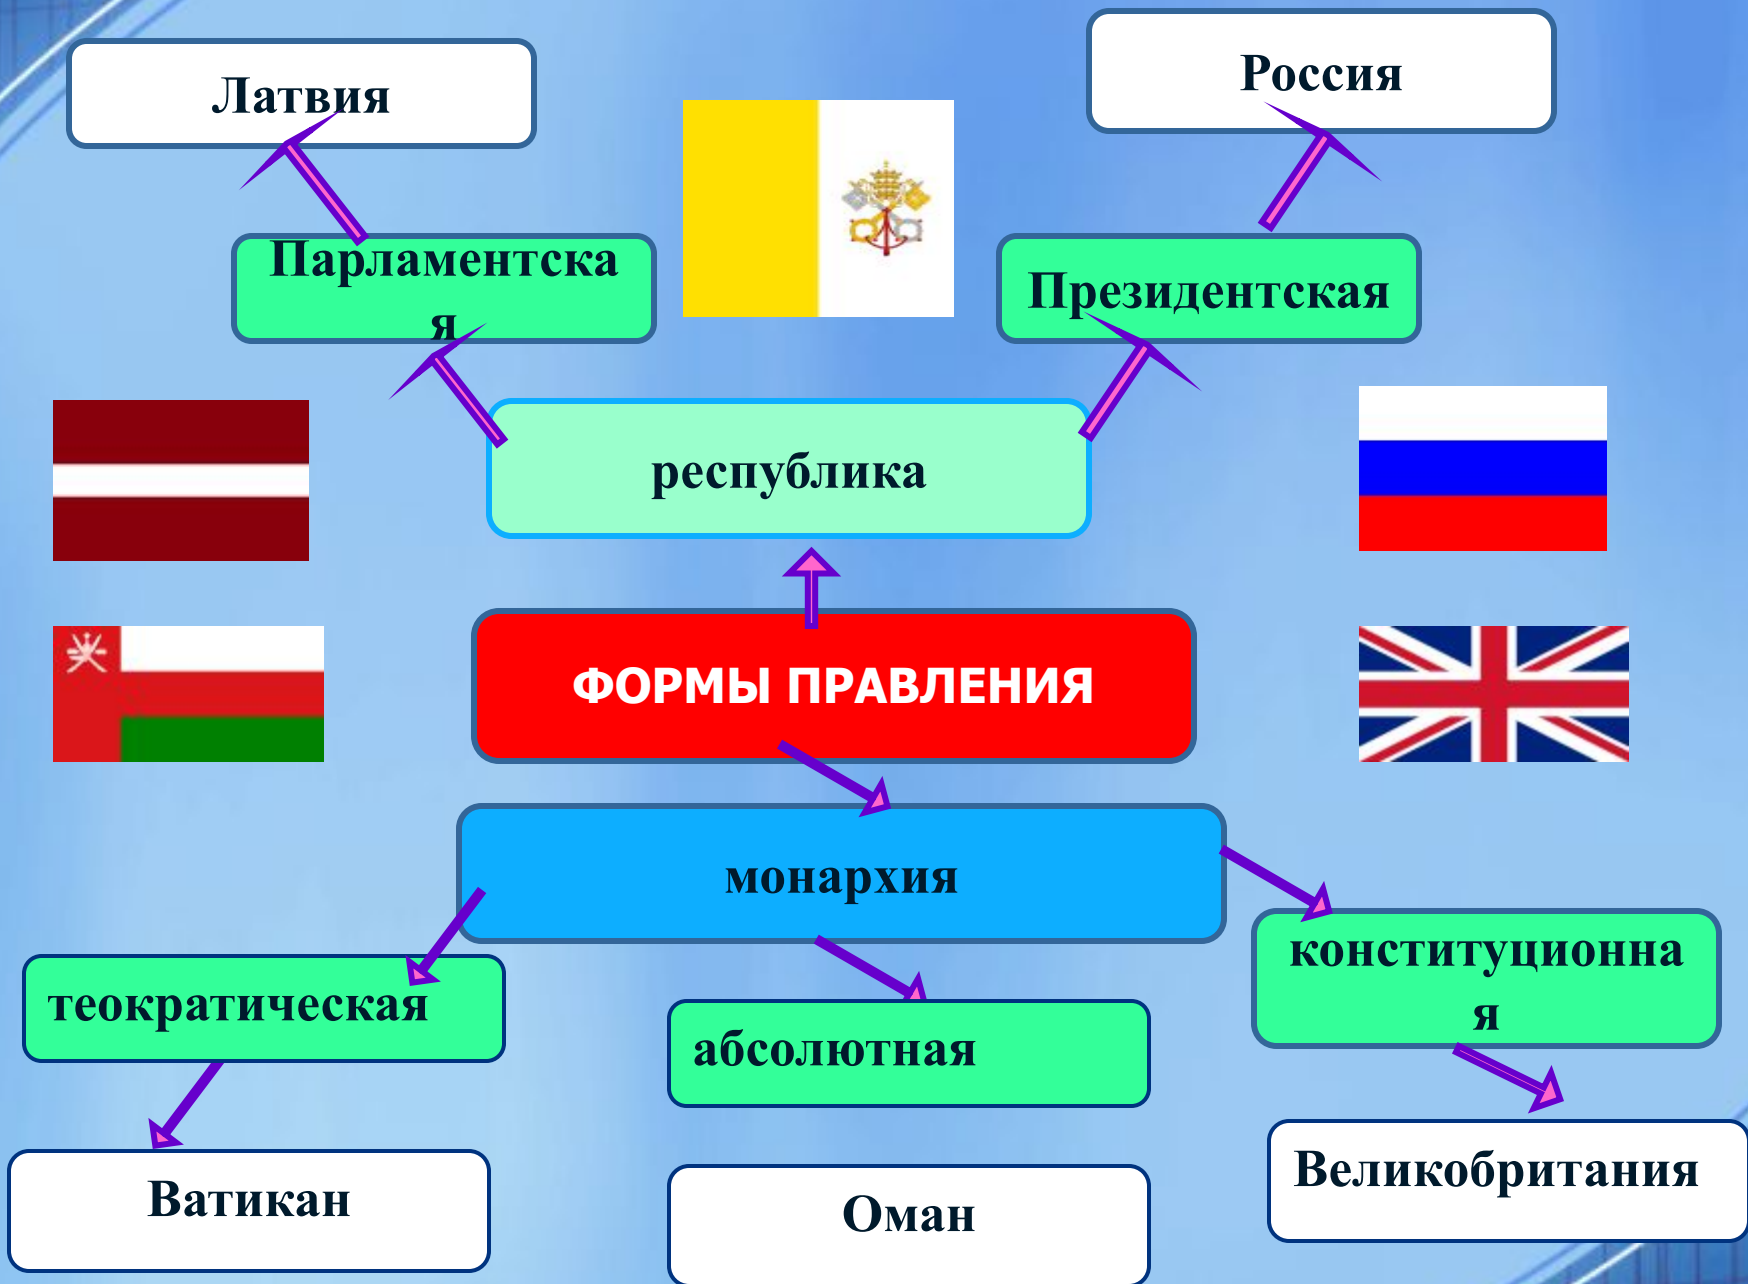 Латвия
Россия
Парламентска
я
Президентская
республика
ФОРМЫ ПРАВЛЕНИЯ
монархия
теократическая
абсолютная
конституционна
я
Ватикан
Оман
Великобритания